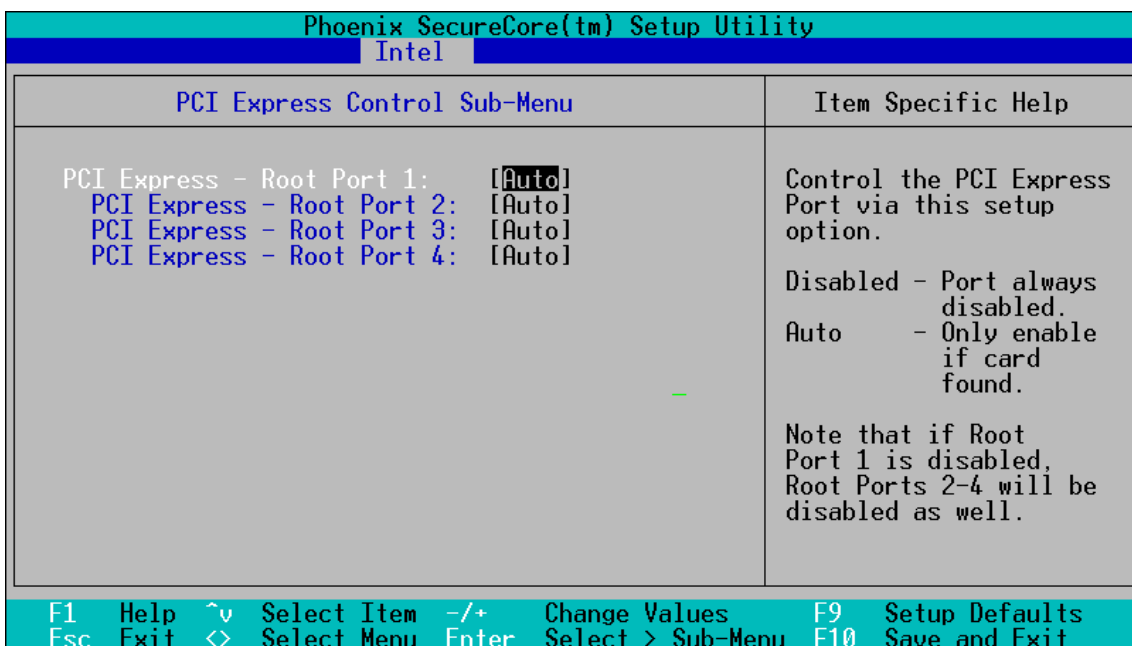 Phoenix SecureCore(tm) Setup Utility
Intel
PCI Express Control Sub-Menu
Item Specific Help
PCI Express - Root Port 1: [Auto]
PCI Express - Root Port 2: [Auto]
PCI Express - Root Port 3: [Auto]
PCI Express - Root Port 4: [Auto]
Control the PCI Express
Port via this setup
option.
Disabled - Port always
disabled.
Auto - Only enable
if card
found.
Note that if Root
Port 1 is disabled,
Root Ports 2-4 will be
disabled as well.
F1 Help ^v Select Item -/+ Change Values F9 Setup Defaults
Esc Exit <> Select Menu Enter Select > Sub-Menu F10 Save and Exit